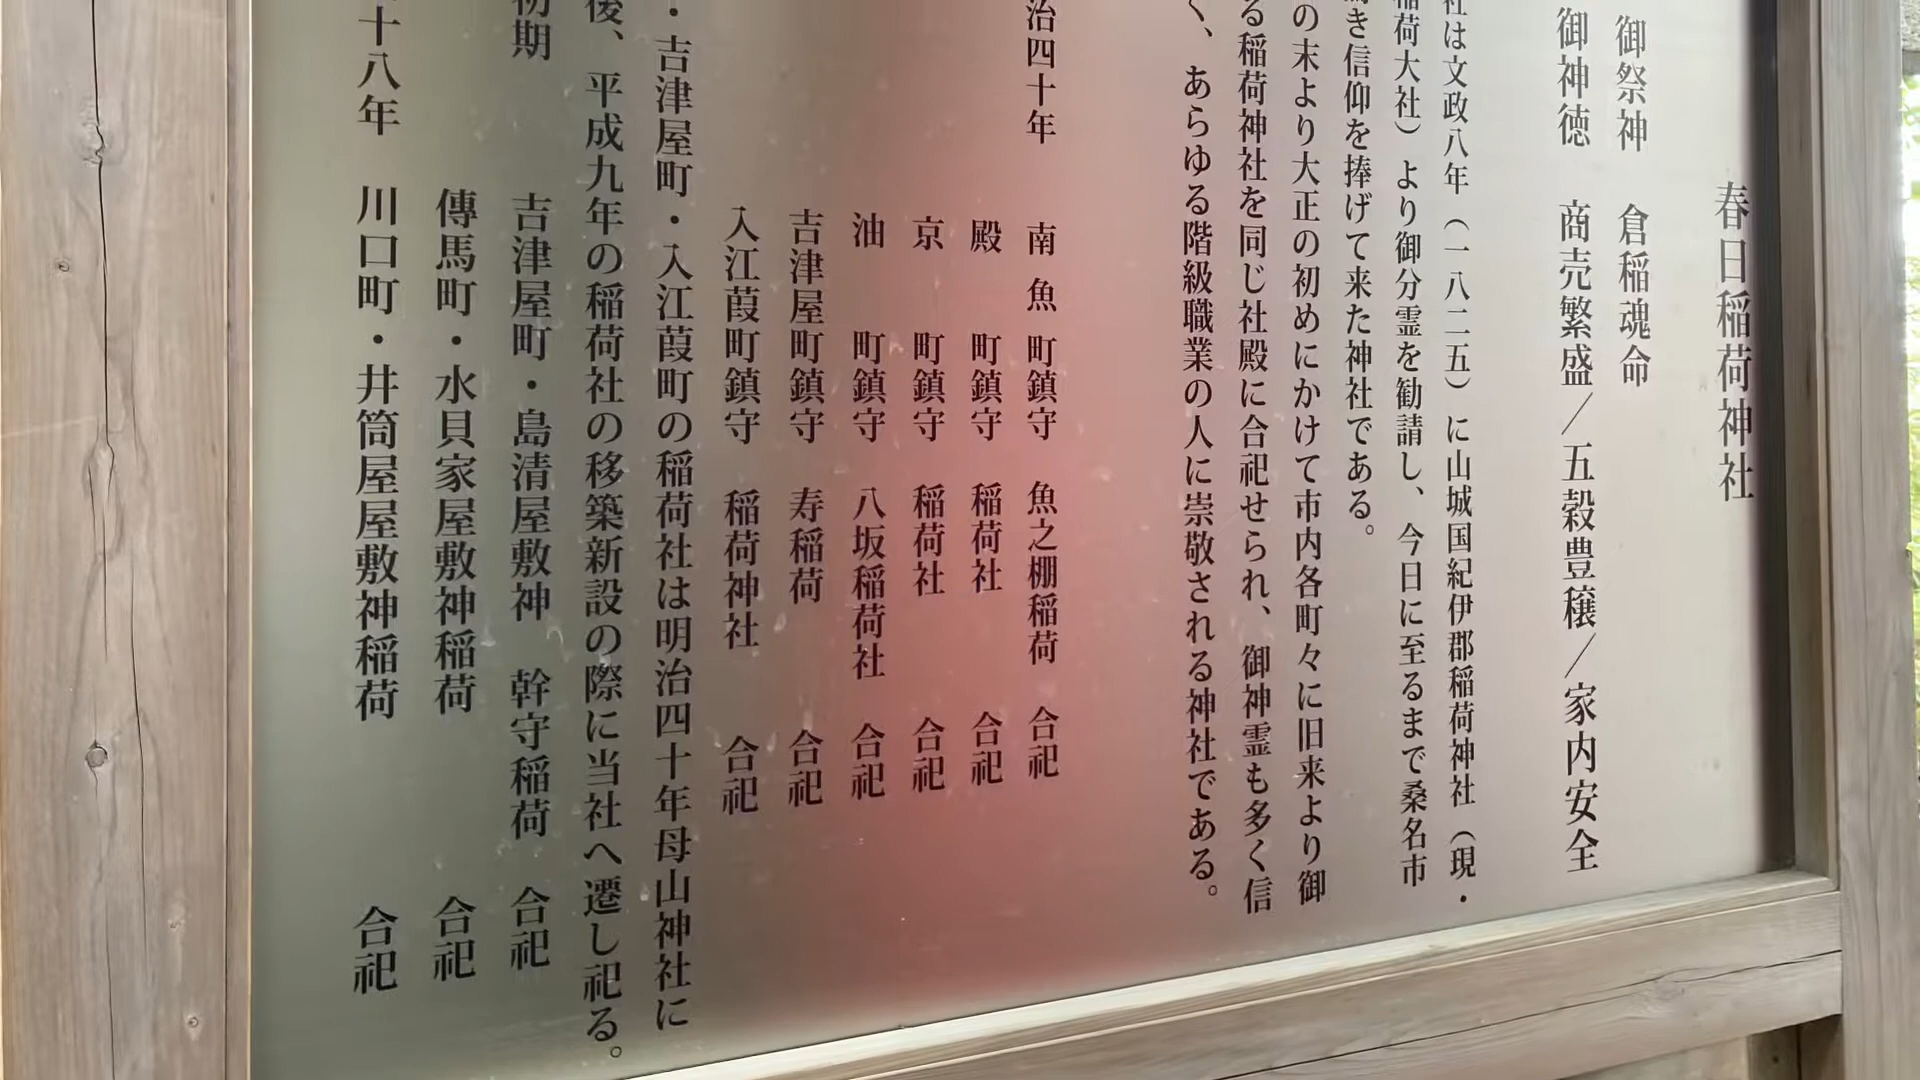 春日稲荷神社
御祭神 倉稲魂命
御神徳 商売繁盛／五穀豊穣／家内安全
社は文政八年（一八二五）に山城国紀伊郡稲荷神社（現・
稲荷大社）より御分霊を勧請し、今日に至るまで桑名市
き信仰を捧げて来た神社である。
の末より大正の初めにかけて市内各町々に旧来より御
る稲荷神社を同じ社殿に合祀せられ、御神霊も多く信
く、あらゆる階級職業の人に崇敬される神社である。
治四十年 南魚町鎮守 魚之棚稲荷 合祀
殿町鎮守 稲荷社 合祀
京町鎮守 稲荷社 合祀
油町鎮守 八坂稲荷社 合祀
吉津屋町鎮守 寿稲荷 合祀
入江葭町鎮守 稲荷神社 合祀
・吉津屋町・入江葭町の稲荷社は明治四十年母山神社に
後、平成九年の稲荷社の移築新設の際に当社へ遷し祀る。
初期 吉津屋町・島清屋敷神 幹守稲荷 合祀
傳馬町・水貝家屋敷神稲荷 合祀
十八年 川口町・井筒屋屋敷神稲荷 合祀